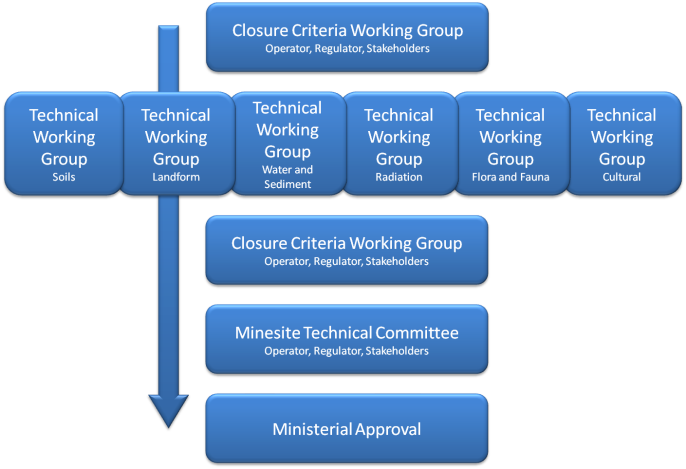 Closure Criteria Working Group
Operator, Regulator, Stakeholders
Technical
Working
Group
Soils
Technical
Working
Group
Landform
Technical
Working
Group
Water and
Sediment
Technical
Working
Group
Radiation
Technical
Working
Group
Flora and Fauna
Technical
Working
Group
Cultural
Closure Criteria Working Group
Operator, Regulator, Stakeholders
Minesite Technical Committee
Operator, Regulator, Stakeholders
Ministerial Approval